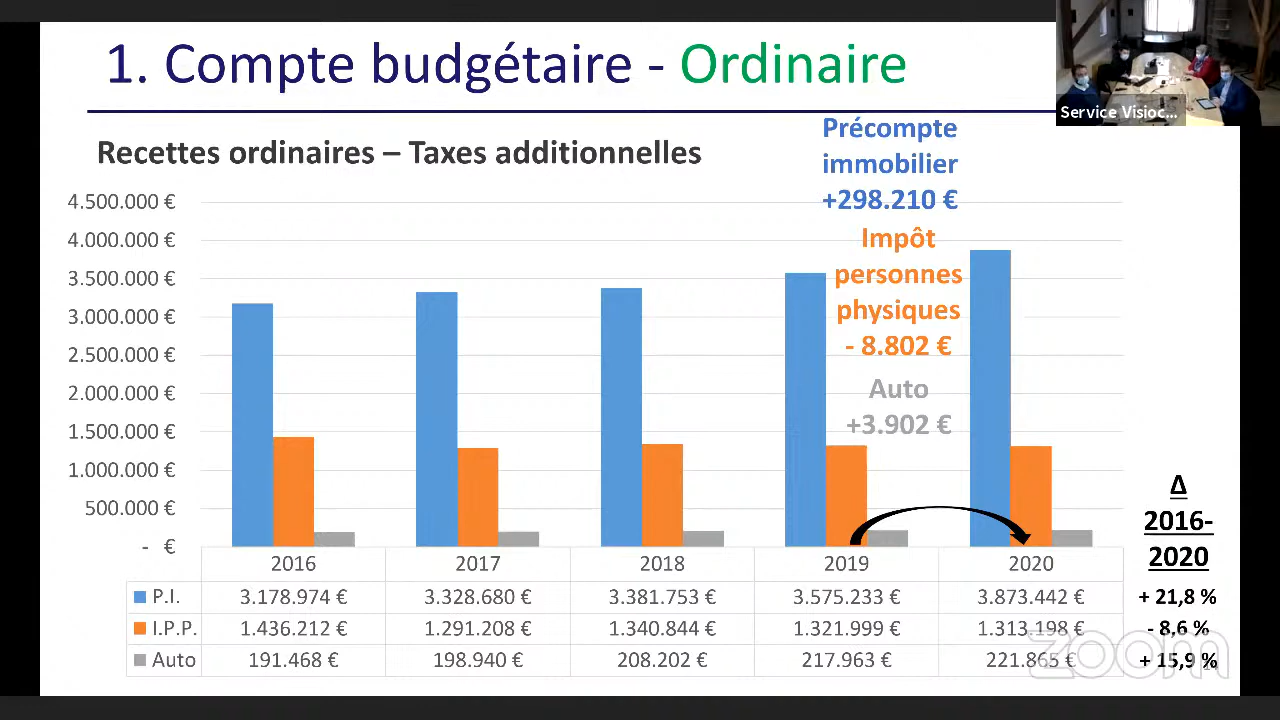 1. Compte budgétaire - Ordinaire
Service Visioc...
Recettes ordinaires – Taxes additionnelles
Précompte
immobilier
+298.210 €
Impôt
personnes
physiques
- 8.802 €
Auto
+3.902 €
4.500.000 €
4.000.000 €
3.500.000 €
3.000.000 €
2.500.000 €
2.000.000 €
1.500.000 €
1.000.000 €
500.000 €
- €
Δ
2016-
2020
2016 2017 2018 2019 2020
P.I. 3.178.974 € 3.328.680 € 3.381.753 € 3.575.233 € 3.873.442 € + 21,8 %
I.P.P. 1.436.212 € 1.291.208 € 1.340.844 € 1.321.999 € 1.313.198 € - 8,6 %
Auto 191.468 € 198.940 € 208.202 € 217.963 € 221.865 € + 15,9 %
zoom